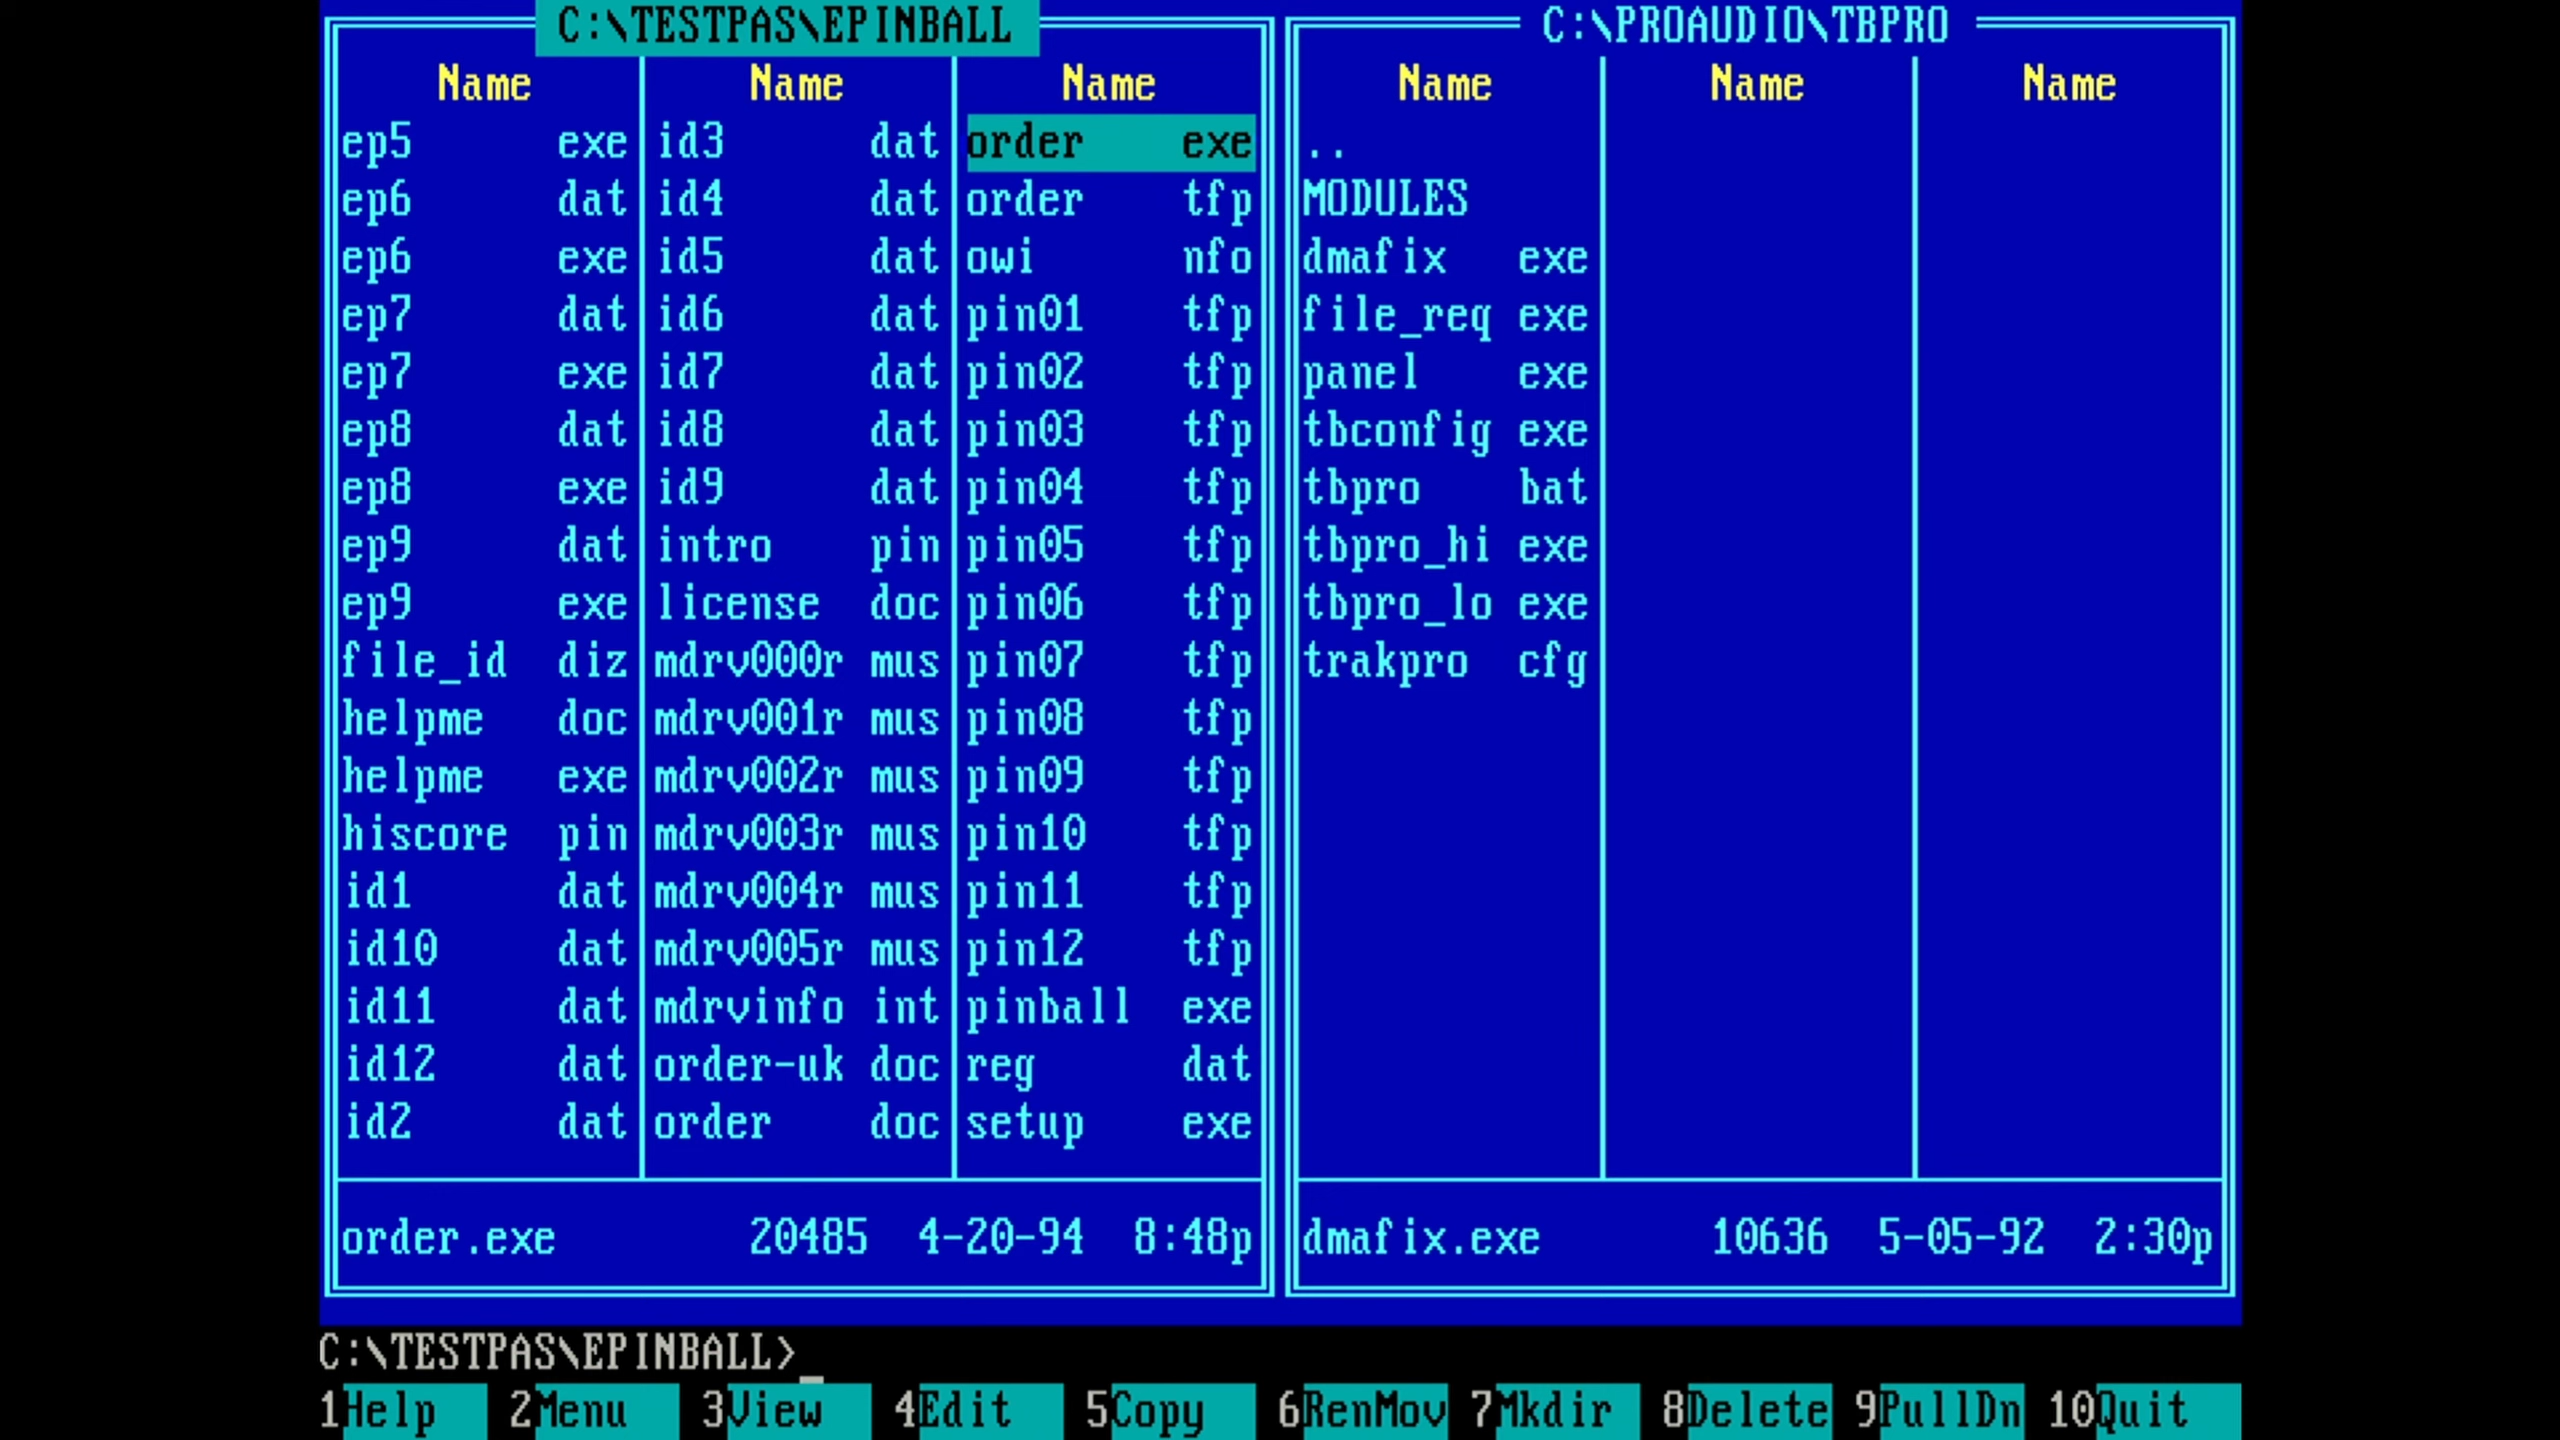 C:\TESTPAS\EPINBALL C:\PROAUDIO\TBPRO
Name Name Name Name Name Name
ep5 exe id3 dat order exe ..
ep6 dat id4 dat order tfp MODULES
ep6 exe id5 dat owi nfo dmafix exe
ep7 dat id6 dat pin01 tfp file_req exe
ep7 exe id7 dat pin02 tfp panel exe
ep8 dat id8 dat pin03 tfp tbconfig exe
ep8 exe id9 dat pin04 tfp tbpro bat
ep9 dat intro pin pin05 tfp tbpro_hi exe
ep9 exe license doc pin06 tfp tbpro_lo exe
file_id diz mdrv000r mus pin07 tfp trakpro cfg
helpme doc mdrv001r mus pin08 tfp
helpme exe mdrv002r mus pin09 tfp
hiscore pin mdrv003r mus pin10 tfp
id1 dat mdrv004r mus pin11 tfp
id10 dat mdrv005r mus pin12 tfp
id11 dat mdrvinfo int pinball exe
id12 dat order-uk doc reg dat
id2 dat order doc setup exe
order.exe 20485 4-20-94 8:48p dmafix.exe 10636 5-05-92 2:30p
C:\TESTPAS\EPINBALL>_
1Help 2Menu 3View 4Edit 5Copy 6RenMov 7Mkdir 8Delete 9PullDn 10Quit